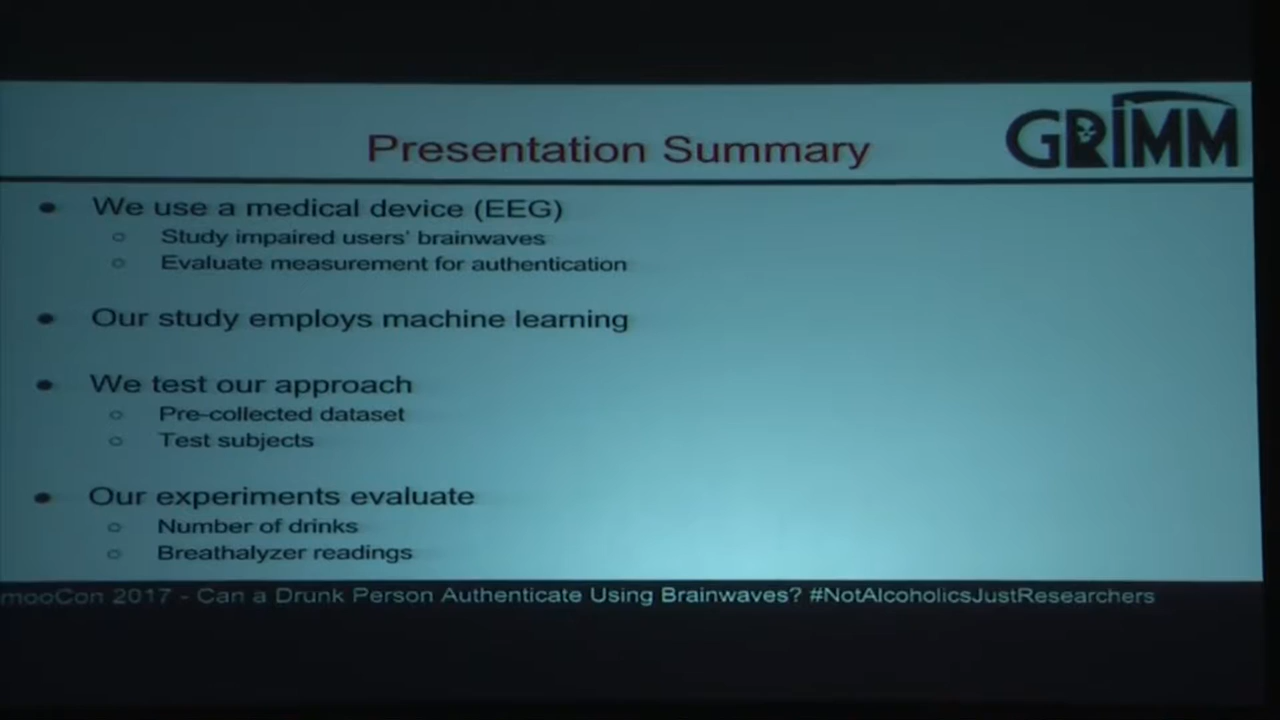 GRIMM
Presentation Summary
● We use a medical device (EEG)
○ Study impaired users' brainwaves
○ Evaluate measurement for authentication
● Our study employs machine learning
● We test our approach
○ Pre-collected dataset
○ Test subjects
● Our experiments evaluate
○ Number of drinks
○ Breathalyzer readings
mooCon 2017 - Can a Drunk Person Authenticate Using Brainwaves? #NotAlcoholicsJustResearchers